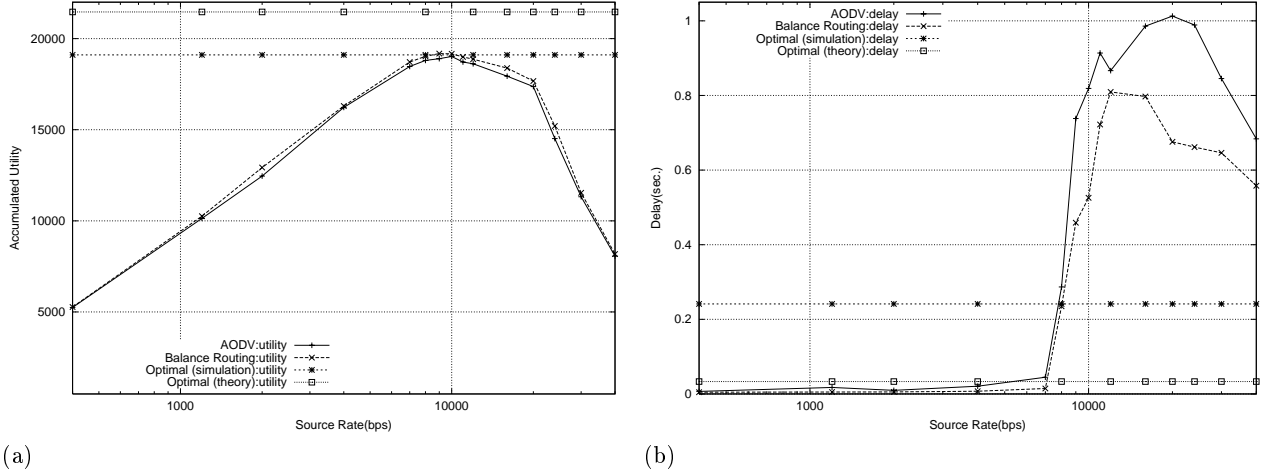 20000
15000
10000
5000
Accumulated Utility
AODV:utility
Balance Routing:utility
Optimal (simulation):utility
Optimal (theory):utility
1000
10000
Source Rate(bps)
(a)
1
0.8
0.6
0.4
0.2
0
Delay(sec.)
AODV:delay
Balance Routing:delay
Optimal (simulation):delay
Optimal (theory):delay
1000
10000
Source Rate(bps)
(b)